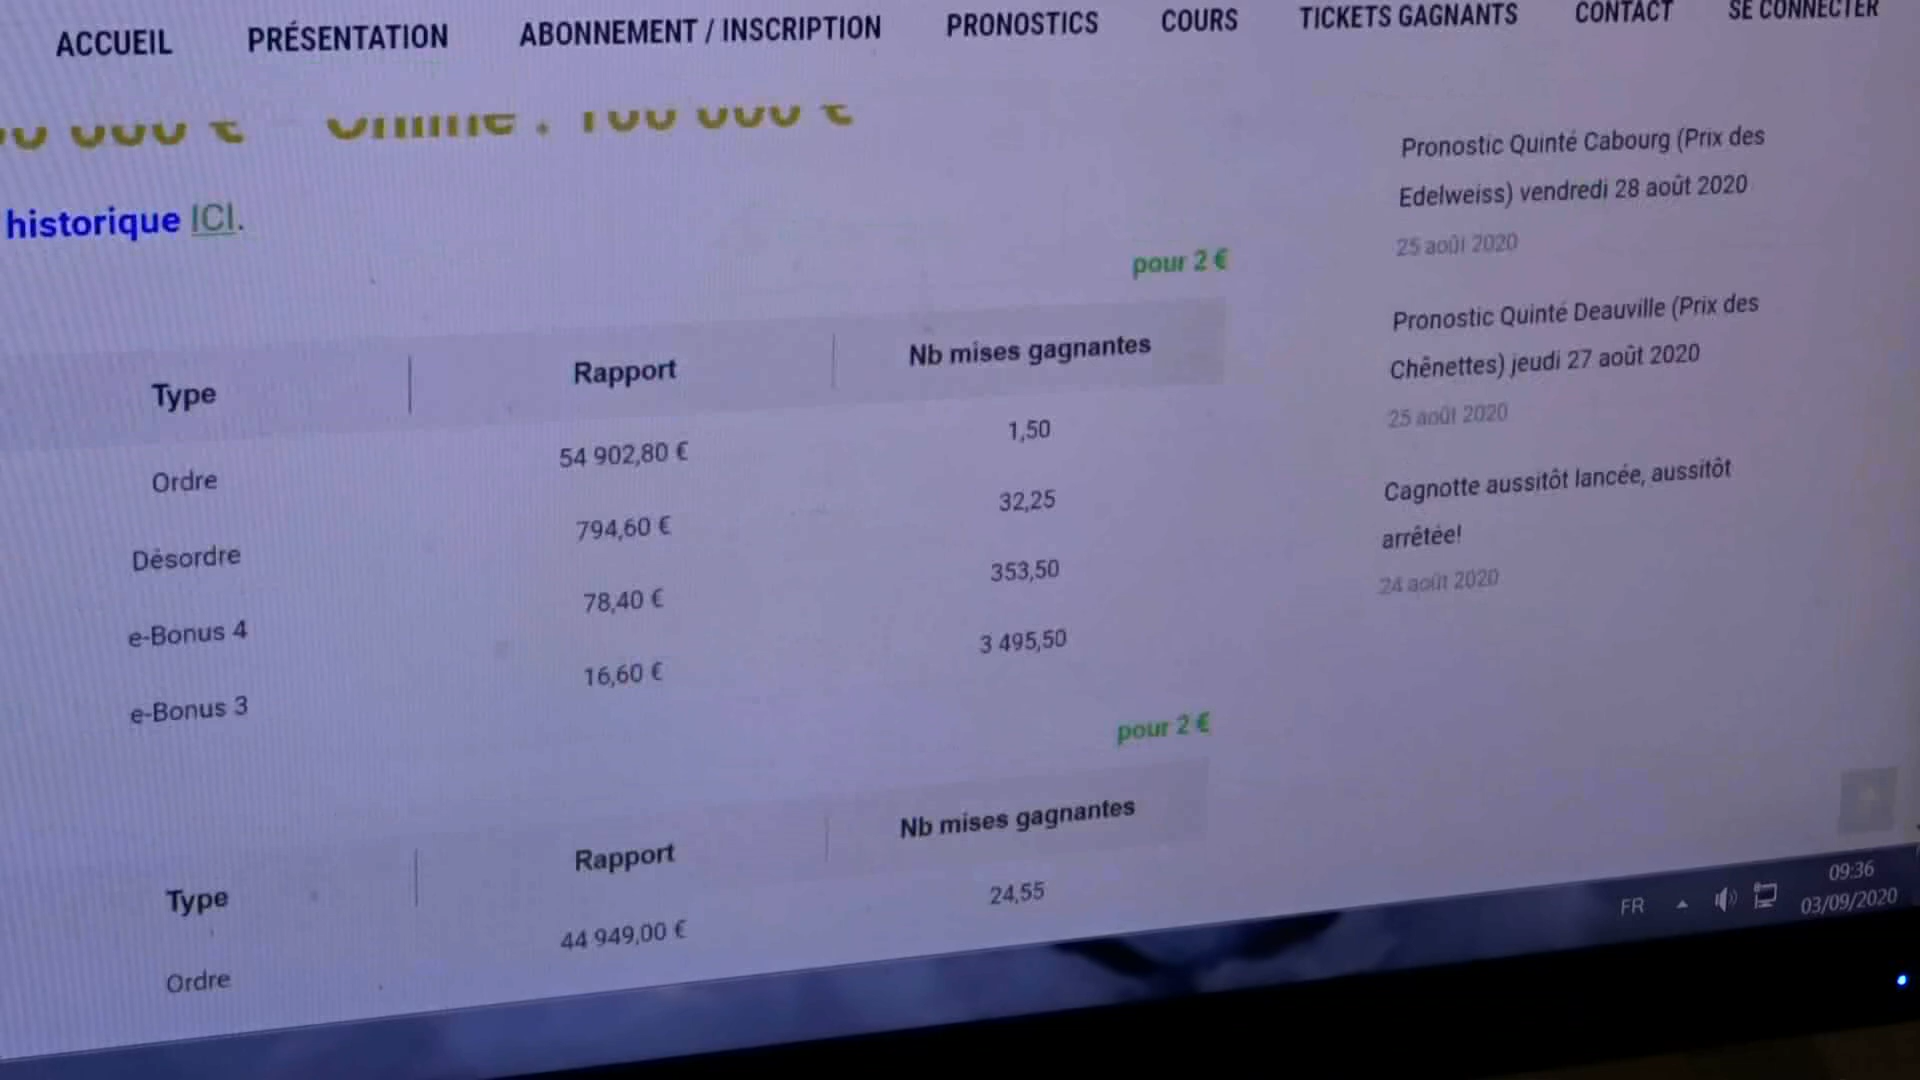 ACCUEIL PRÉSENTATION ABONNEMENT / INSCRIPTION PRONOSTICS COURS TICKETS GAGNANTS CONTACT SE CONNECTER
Online : 100 000 €
historique ICI.
pour 2 €
Type Rapport Nb mises gagnantes
Ordre 54 902,80 € 1,50
Désordre 794,60 € 32,25
e-Bonus 4 78,40 € 353,50
e-Bonus 3 16,60 € 3 495,50
pour 2 €
Type Rapport Nb mises gagnantes
Ordre 44 949,00 € 24,55
Pronostic Quinté Cabourg (Prix des
Edelweiss) vendredi 28 août 2020
25 août 2020
Pronostic Quinté Deauville (Prix des
Chênettes) jeudi 27 août 2020
25 août 2020
Cagnotte aussitôt lancée, aussitôt
arrêtée!
24 août 2020
FR
09:36
03/09/2020